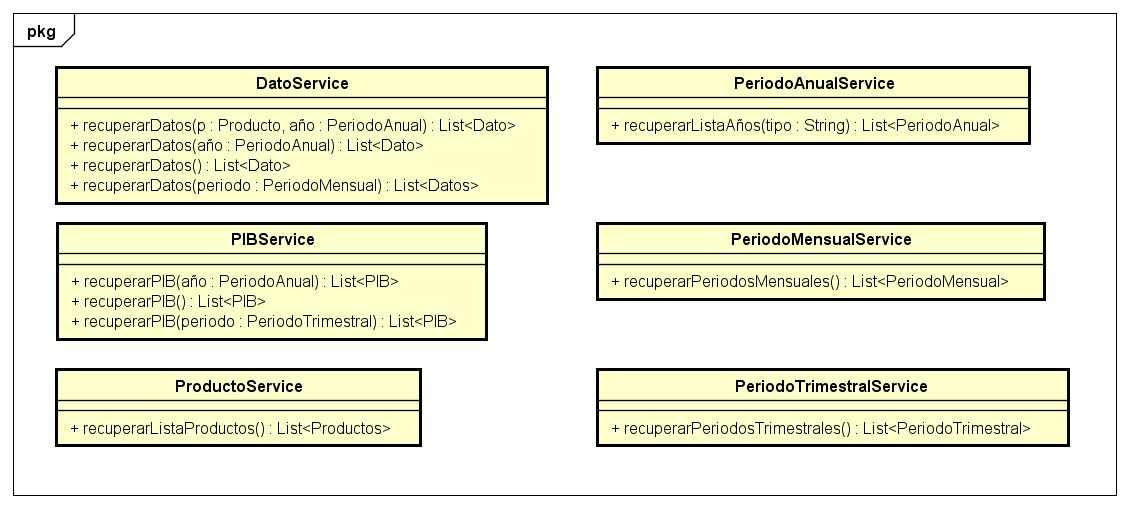 pkg
DatoService
+ recuperarDatos(p : Producto, año : PeriodoAnual) : List<Dato>
+ recuperarDatos(año : PeriodoAnual) : List<Dato>
+ recuperarDatos() : List<Dato>
+ recuperarDatos(periodo : PeriodoMensual) : List<Datos>
PeriodoAnualService
+ recuperarListaAños(tipo : String) : List<PeriodoAnual>
PIBService
+ recuperarPIB(año : PeriodoAnual) : List<PIB>
+ recuperarPIB() : List<PIB>
+ recuperarPIB(periodo : PeriodoTrimestral) : List<PIB>
PeriodoMensualService
+ recuperarPeriodosMensuales() : List<PeriodoMensual>
ProductoService
+ recuperarListaProductos() : List<Productos>
PeriodoTrimestralService
+ recuperarPeriodosTrimestrales() : List<PeriodoTrimestral>